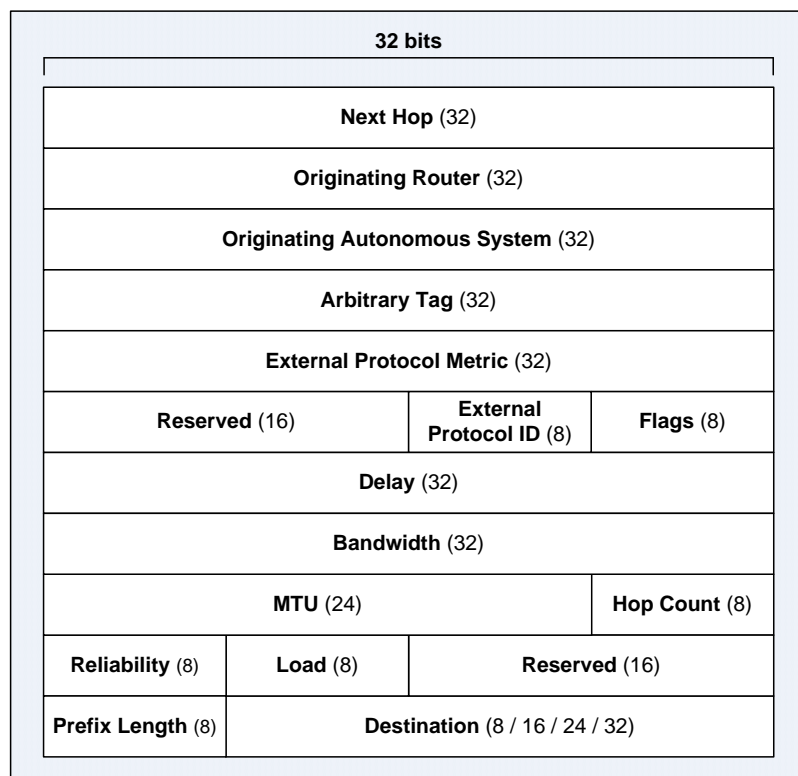 32 bits
Next Hop (32)
Originating Router (32)
Originating Autonomous System (32)
Arbitrary Tag (32)
External Protocol Metric (32)
Reserved (16)
External
Protocol ID (8)
Flags (8)
Delay (32)
Bandwidth (32)
MTU (24)
Hop Count (8)
Reliability (8)
Load (8)
Reserved (16)
Prefix Length (8)
Destination (8 / 16 / 24 / 32)